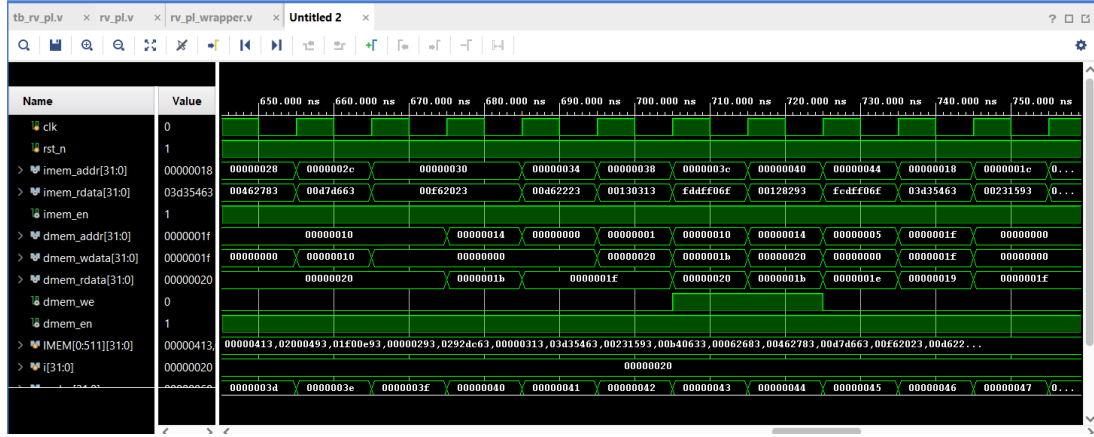 tb_rv_pl.v × rv_pl.v × rv_pl_wrapper.v × Untitled 2 × ?
Name Value 650.000 ns 660.000 ns 670.000 ns 680.000 ns 690.000 ns 700.000 ns 710.000 ns 720.000 ns 730.000 ns 740.000 ns 750.000 ns
clk 0
rst_n 1
imem_addr[31:0] 00000018 00000028 0000002c 00000030 00000034 00000038 0000003c 00000040 00000044 00000018 0000001c 0...
imem_rdata[31:0] 03d35463 00462783 00d7d663 00f62023 00d62223 00130313 fddff06f 00128293 fcdff06f 03d35463 00231593 0...
imem_en 1
dmem_addr[31:0] 0000001f 00000010 00000014 00000000 00000001 00000010 00000014 00000005 0000001f 00000000
dmem_wdata[31:0] 0000001f 00000000 00000010 00000000 00000020 0000001b 00000020 00000000 0000001f 00000000
dmem_rdata[31:0] 00000020 00000020 0000001b 0000001f 00000020 0000001b 0000001e 00000019 0000001f
dmem_we 0
dmem_en 1
IMEM[0:511][31:0] 00000413, 00000413,02000493,01f00e93,00000293,0292dc63,00000313,03d35463,00231593,00b40633,00062683,00462783,00d7d663,00f62023,00d622...
i[31:0] 00000020 00000020
0000003d 0000003e 0000003f 00000040 00000041 00000042 00000043 00000044 00000045 00000046 00000047 0...